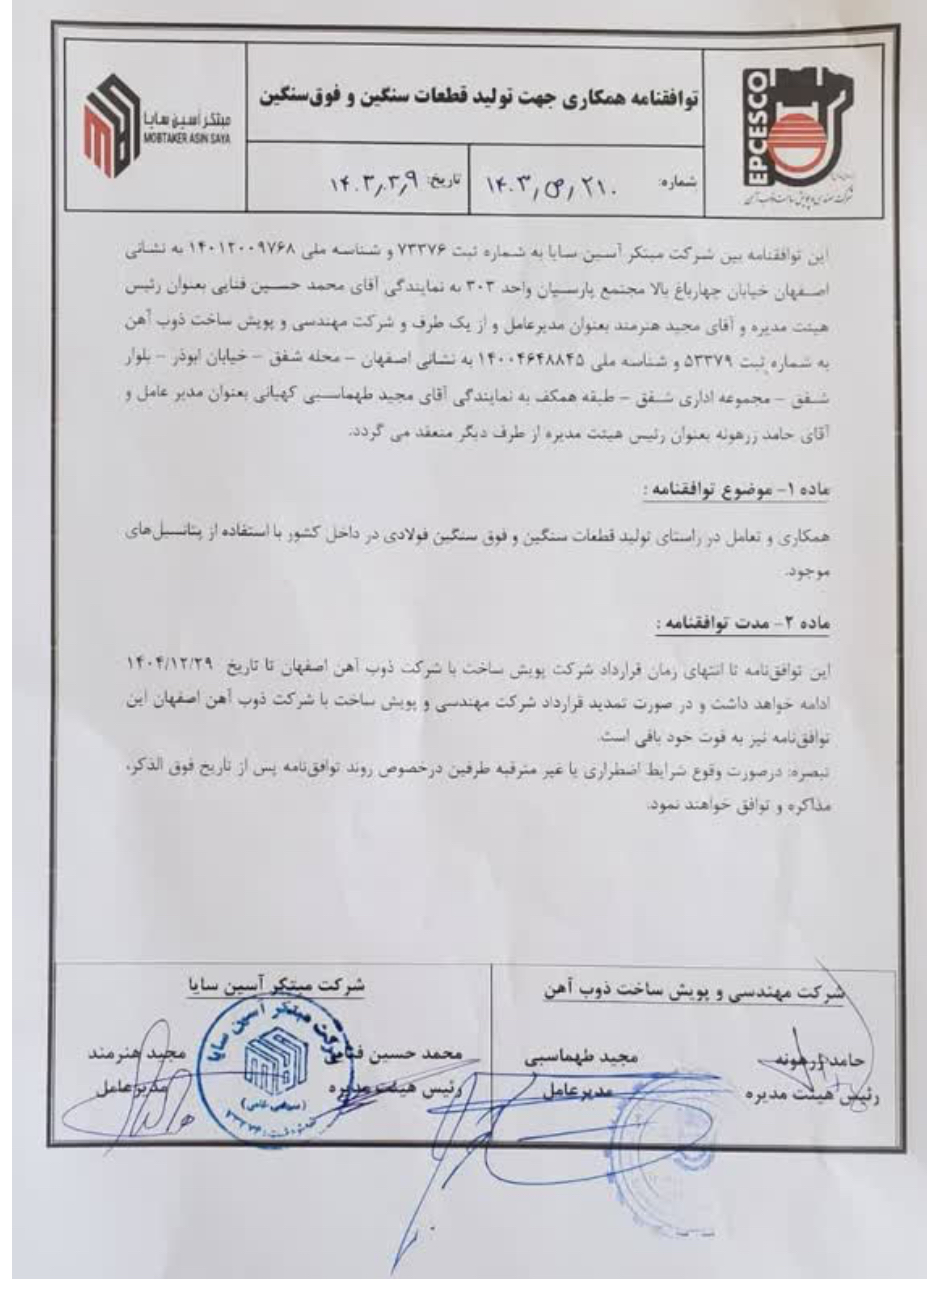 توافقنامه همکاری جهت تولید قطعات سنگین و فوق‌سنگین
EPCESCO
مبتکر آسین سایا
MOBTAKER ASIN SAYA
شماره: ۱۴۰۳٫ص٫۲۱۰
تاریخ: ۱۴۰۳٫۳٫۹
این توافقنامه بین شرکت مبتکر آسین سایا به شماره ثبت ۷۳۳۷۶ و شناسه ملی ۱۴۰۱۲۰۰۹۷۶۸ به نشانی
اصفهان خیابان چهارباغ بالا مجتمع پارسیان واحد ۳۰۳ به نمایندگی آقای محمد حسین فنایی بعنوان رئیس
هیئت مدیره و آقای مجید هنرمند بعنوان مدیرعامل و از یک طرف و شرکت مهندسی و پویش ساخت ذوب آهن
به شماره ثبت ۵۳۳۷۹ و شناسه ملی ۱۴۰۰۴۶۴۸۸۴۵ به نشانی اصفهان – محله شفق – خیابان ابوذر – بلوار
شفق – مجموعه اداری شفق – طبقه همکف به نمایندگی آقای مجید طهماسبی کهیانی بعنوان مدیر عامل و
آقای حامد زرهونه بعنوان رئیس هیئت مدیره از طرف دیگر منعقد می گردد.
ماده ۱– موضوع توافقنامه :
همکاری و تعامل در راستای تولید قطعات سنگین و فوق سنگین فولادی در داخل کشور با استفاده از پتانسیل‌های
موجود.
ماده ۲– مدت توافقنامه :
این توافق‌نامه تا انتهای زمان قرارداد شرکت پویش ساخت با شرکت ذوب آهن اصفهان تا تاریخ ۱۴۰۴/۱۲/۲۹
ادامه خواهد داشت و در صورت تمدید قرارداد شرکت مهندسی و پویش ساخت با شرکت ذوب آهن اصفهان این
توافق‌نامه نیز به قوت خود باقی است.
تبصره: درصورت وقوع شرایط اضطراری یا غیر مترقبه طرفین درخصوص روند توافق‌نامه پس از تاریخ فوق الذکر،
مذاکره و توافق خواهند نمود.
شرکت مهندسی و پویش ساخت ذوب آهن
حامد زرهونه
رئیس هیئت مدیره
مجید طهماسبی
مدیرعامل
شرکت مبتکر آسین سایا
محمد حسین فنایی
رئیس هیئت مدیره
مجید هنرمند
مدیرعامل
شرکت مبتکر آسین سایا
(سهامی خاص)